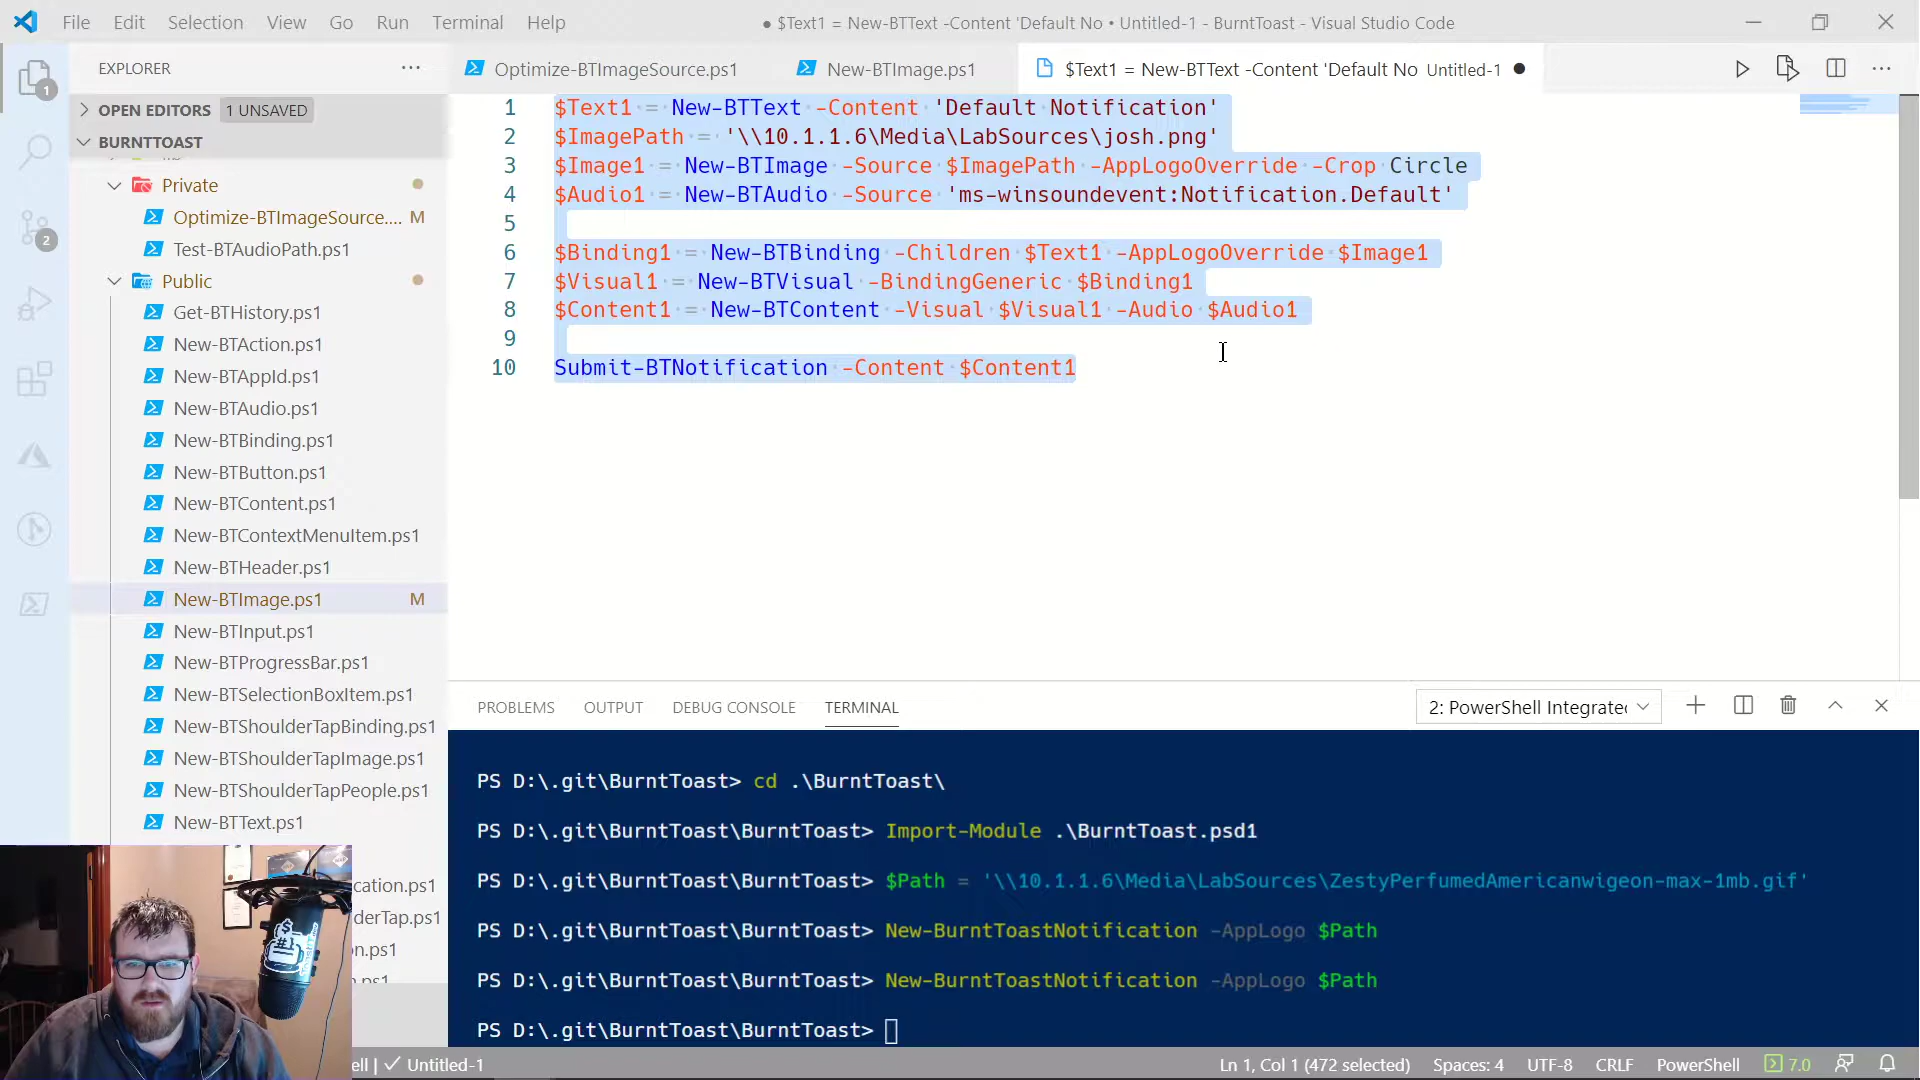 File Edit Selection View Go Run Terminal Help
● $Text1 = New-BTText -Content 'Default No • Untitled-1 - BurntToast - Visual Studio Code
EXPLORER
Optimize-BTImageSource.ps1
New-BTImage.ps1
$Text1 = New-BTText -Content 'Default No Untitled-1
OPEN EDITORS 1 UNSAVED
BURNTTOAST
Private
Optimize-BTImageSource.... M
Test-BTAudioPath.ps1
Public
Get-BTHistory.ps1
New-BTAction.ps1
New-BTAppId.ps1
New-BTAudio.ps1
New-BTBinding.ps1
New-BTButton.ps1
New-BTContent.ps1
New-BTContextMenuItem.ps1
New-BTHeader.ps1
New-BTImage.ps1 M
New-BTInput.ps1
New-BTProgressBar.ps1
New-BTSelectionBoxItem.ps1
New-BTShoulderTapBinding.ps1
New-BTShoulderTapImage.ps1
New-BTShoulderTapPeople.ps1
New-BTText.ps1
cation.ps1
derTap.ps1
on.ps1
1
2
1 $Text1 = New-BTText -Content 'Default Notification'
2 $ImagePath = '\\10.1.1.6\Media\LabSources\josh.png'
3 $Image1 = New-BTImage -Source $ImagePath -AppLogoOverride -Crop Circle
4 $Audio1 = New-BTAudio -Source 'ms-winsoundevent:Notification.Default'
5
6 $Binding1 = New-BTBinding -Children $Text1 -AppLogoOverride $Image1
7 $Visual1 = New-BTVisual -BindingGeneric $Binding1
8 $Content1 = New-BTContent -Visual $Visual1 -Audio $Audio1
9
10 Submit-BTNotification -Content $Content1
PROBLEMS OUTPUT DEBUG CONSOLE TERMINAL
2: PowerShell Integrate
PS D:\.git\BurntToast> cd .\BurntToast\
PS D:\.git\BurntToast\BurntToast> Import-Module .\BurntToast.psd1
PS D:\.git\BurntToast\BurntToast> $Path = '\\10.1.1.6\Media\LabSources\ZestyPerfumedAmericanwigeon-max-1mb.gif'
PS D:\.git\BurntToast\BurntToast> New-BurntToastNotification -AppLogo $Path
PS D:\.git\BurntToast\BurntToast> New-BurntToastNotification -AppLogo $Path
PS D:\.git\BurntToast\BurntToast>
ell | ✓ Untitled-1
Ln 1, Col 1 (472 selected) Spaces: 4 UTF-8 CRLF PowerShell 7.0